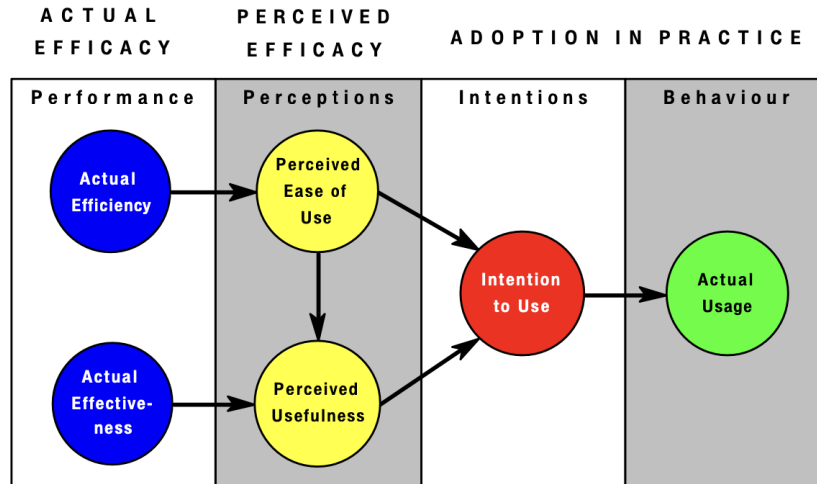 ACTUAL
EFFICACY
PERCEIVED
EFFICACY
ADOPTION IN PRACTICE
Performance
Perceptions
Intentions
Behaviour
Actual
Efficiency
Perceived
Ease of
Use
Intention
to Use
Actual
Usage
Actual
Effective-
ness
Perceived
Usefulness